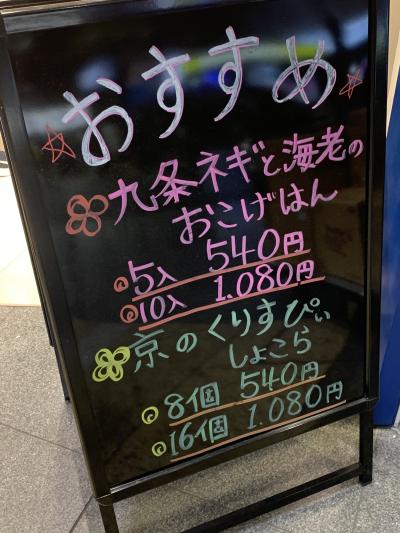 おすすめ
九条ネギと海老の
おこげはん
5入 540円
10入 1.080円
京のくりすぴぃ
しょこら
8個 540円
16個 1.080円